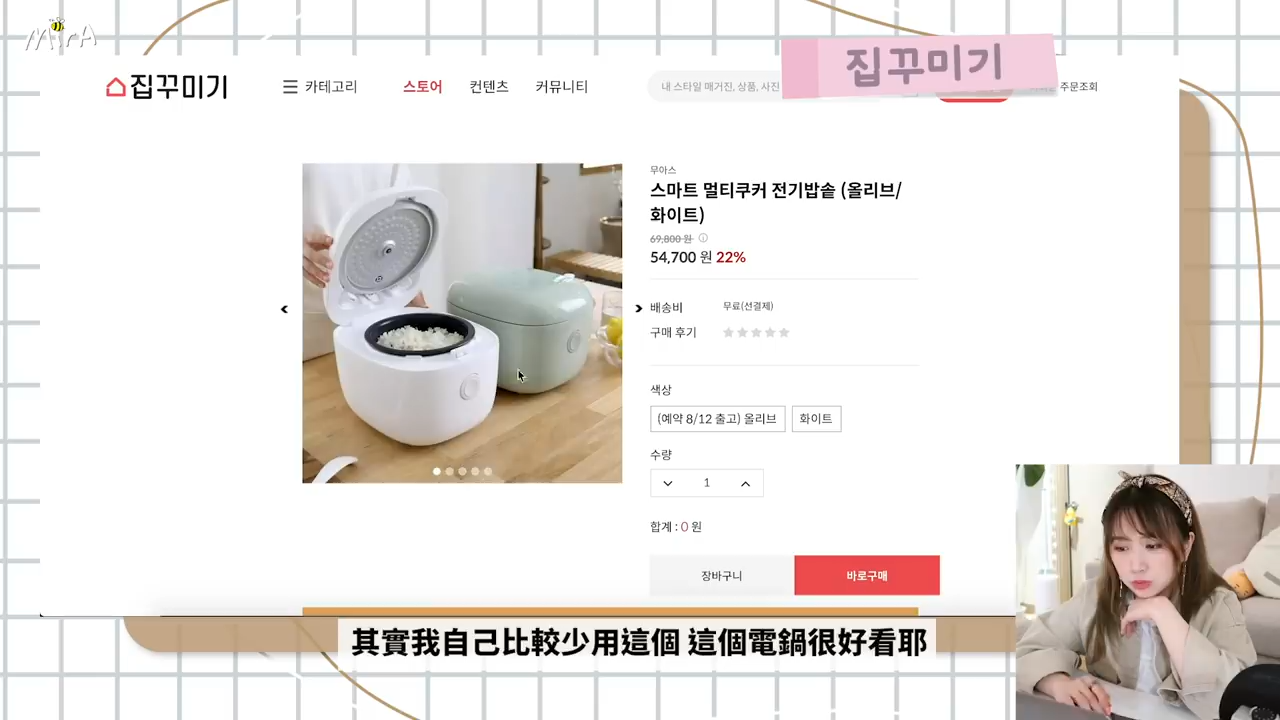 MirA
집꾸미기
집꾸미기
카테고리
스토어
컨텐츠
커뮤니티
내 스타일 매거진, 상품, 사진
주문조회
무아스
스마트 멀티쿠커 전기밥솥 (올리브/
화이트)
69,800 원
54,700 원 22%
배송비 무료(선결제)
구매 후기
색상
(예약 8/12 출고) 올리브
화이트
수량
1
합계 : 0 원
장바구니
바로구매
其實我自己比較少用這個 這個電鍋很好看耶